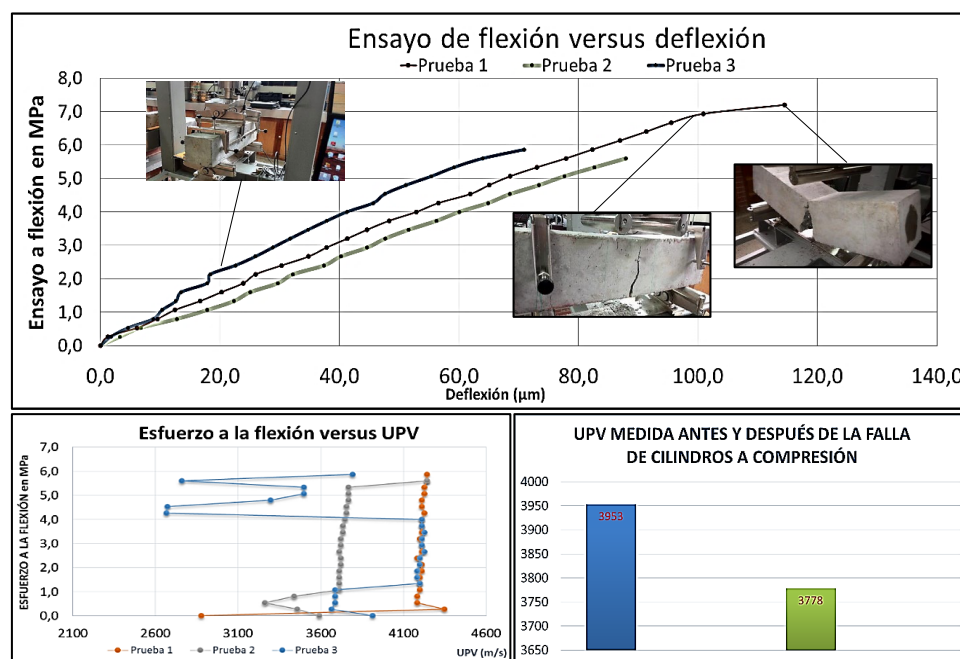 Ensayo de flexión versus deflexión
Prueba 1 Prueba 2 Prueba 3
Ensayo a flexión en MPa
8,0
7,0
6,0
5,0
4,0
3,0
2,0
1,0
0,0
0,0 20,0 40,0 60,0 80,0 100,0 120,0 140,0
Deflexión (µm)
Esfuerzo a la flexión versus UPV
ESFUERZO A LA FLEXIÓN en MPa
7,0
6,0
5,0
4,0
3,0
2,0
1,0
0,0
2100 2600 3100 3600 4100 4600
Prueba 1 Prueba 2 Prueba 3
UPV (m/s)
UPV MEDIDA ANTES Y DESPUÉS DE LA FALLA
DE CILINDROS A COMPRESIÓN
4000
3950
3900
3850
3800
3750
3700
3650
3953
3778